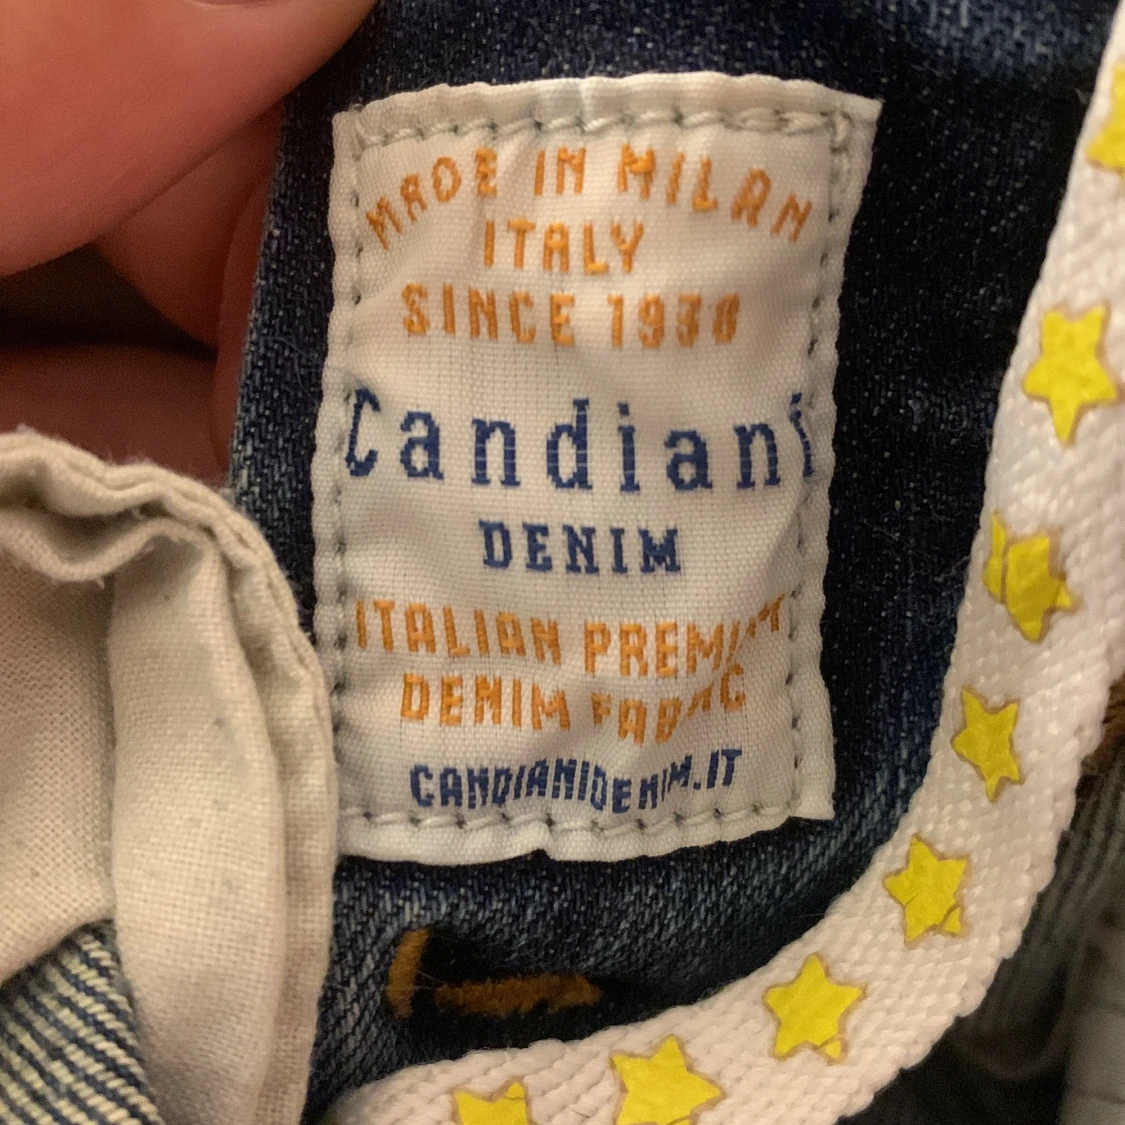 MADE IN MILAN
ITALY
SINCE 1938
Candiani
DENIM
ITALIAN PREMIUM
DENIM FABRIC
CANDIANIDENIM.IT